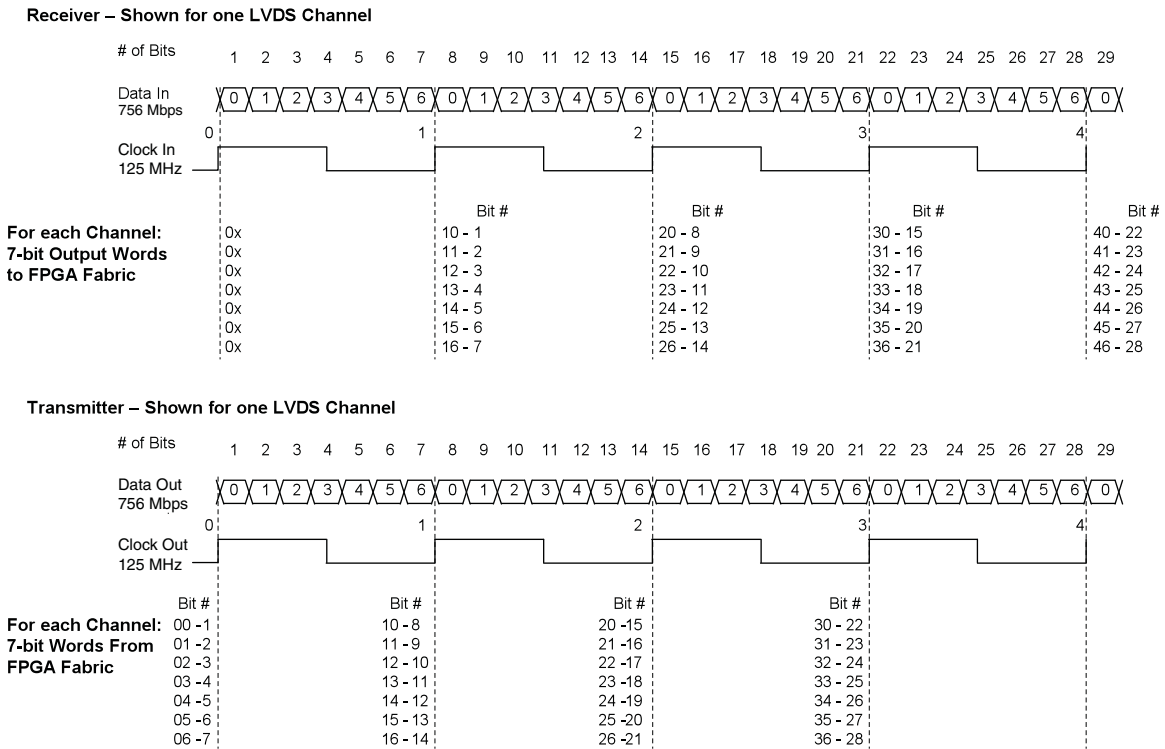 Receiver – Shown for one LVDS Channel
# of Bits 1 2 3 4 5 6 7 8 9 10 11 12 13 14 15 16 17 18 19 20 21 22 23 24 25 26 27 28 29
Data In 0 1 2 3 4 5 6 0 1 2 3 4 5 6 0 1 2 3 4 5 6 0 1 2 3 4 5 6 0
756 Mbps
0 1 2 3 4
Clock In
125 MHz
Bit # Bit # Bit # Bit #
For each Channel: 0x 10 - 1 20 - 8 30 - 15 40 - 22
7-bit Output Words 0x 11 - 2 21 - 9 31 - 16 41 - 23
to FPGA Fabric 0x 12 - 3 22 - 10 32 - 17 42 - 24
0x 13 - 4 23 - 11 33 - 18 43 - 25
0x 14 - 5 24 - 12 34 - 19 44 - 26
0x 15 - 6 25 - 13 35 - 20 45 - 27
0x 16 - 7 26 - 14 36 - 21 46 - 28
Transmitter – Shown for one LVDS Channel
# of Bits 1 2 3 4 5 6 7 8 9 10 11 12 13 14 15 16 17 18 19 20 21 22 23 24 25 26 27 28 29
Data Out 0 1 2 3 4 5 6 0 1 2 3 4 5 6 0 1 2 3 4 5 6 0 1 2 3 4 5 6 0
756 Mbps
0 1 2 3 4
Clock Out
125 MHz
Bit # Bit # Bit # Bit #
For each Channel: 00 -1 10 - 8 20 -15 30 - 22
7-bit Words From 01 -2 11 - 9 21 -16 31 - 23
FPGA Fabric 02 -3 12 - 10 22 -17 32 - 24
03 -4 13 - 11 23 -18 33 - 25
04 -5 14 - 12 24 -19 34 - 26
05 -6 15 - 13 25 -20 35 - 27
06 -7 16 - 14 26 -21 36 - 28